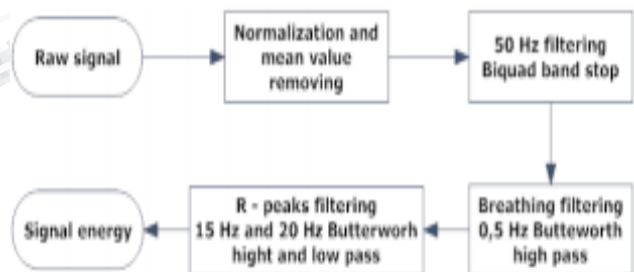 Raw signal
Normalization and
mean value
removing
50 Hz filtering
Biquad band stop
Breathing filtering
0,5 Hz Butteworth
high pass
R - peaks filtering
15 Hz and 20 Hz Butterworh
hight and low pass
Signal energy